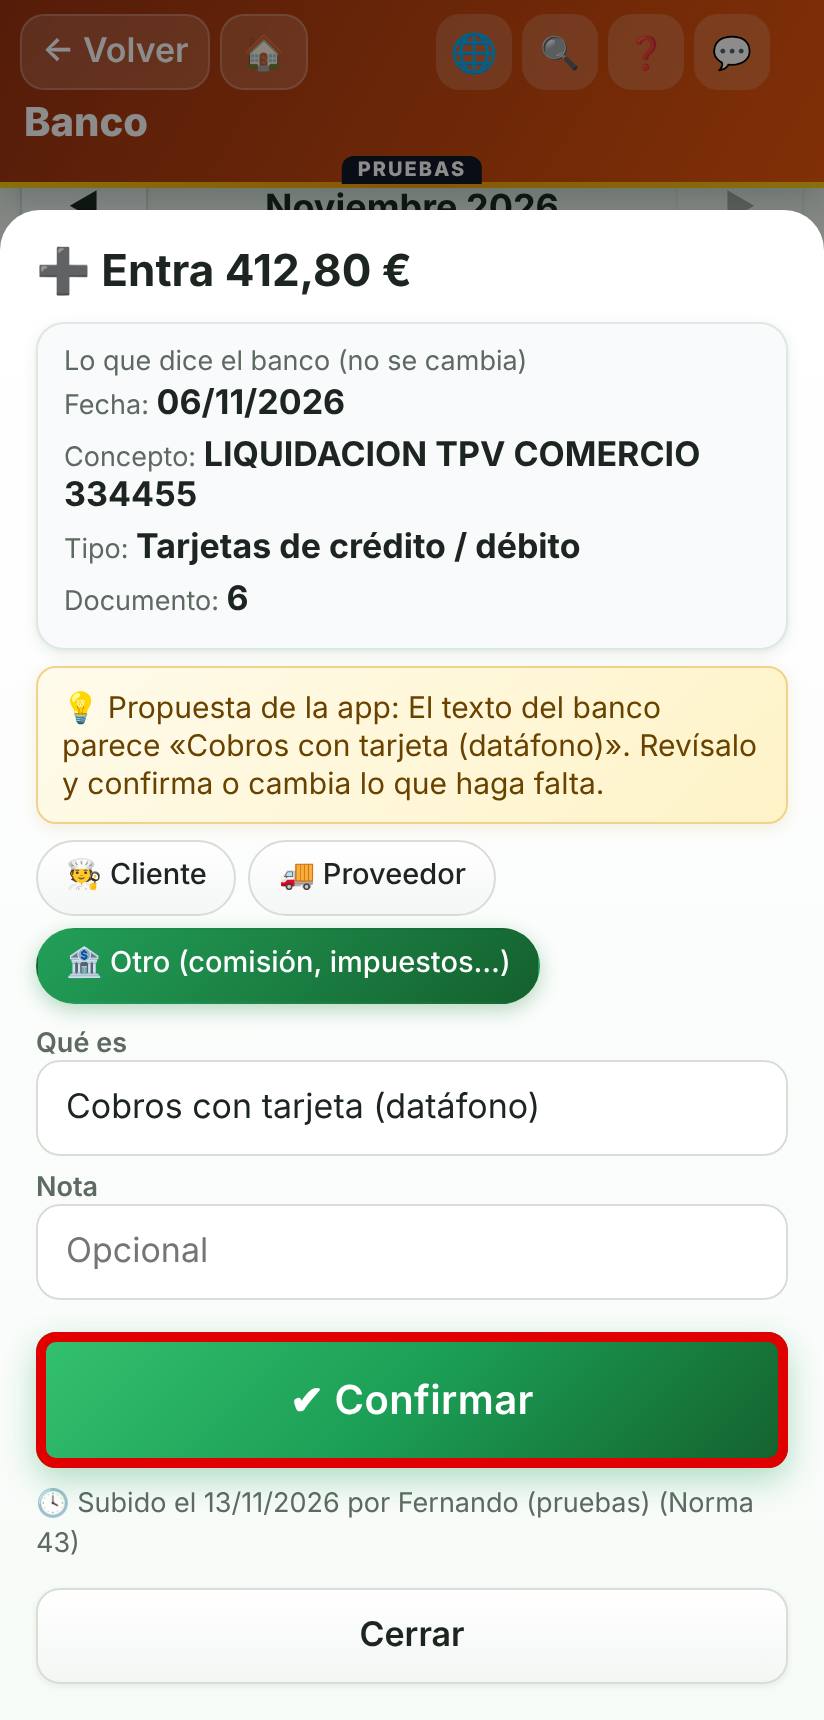 ← Volver
Banco
PRUEBAS
Noviembre 2026
Entra 412,80 €
Lo que dice el banco (no se cambia)
Fecha: 06/11/2026
Concepto: LIQUIDACION TPV COMERCIO
334455
Tipo: Tarjetas de crédito / débito
Documento: 6
Propuesta de la app: El texto del banco
parece «Cobros con tarjeta (datáfono)». Revísalo
y confirma o cambia lo que haga falta.
Cliente
Proveedor
Otro (comisión, impuestos...)
Qué es
Cobros con tarjeta (datáfono)
Nota
Opcional
✔ Confirmar
Subido el 13/11/2026 por Fernando (pruebas) (Norma
43)
Cerrar